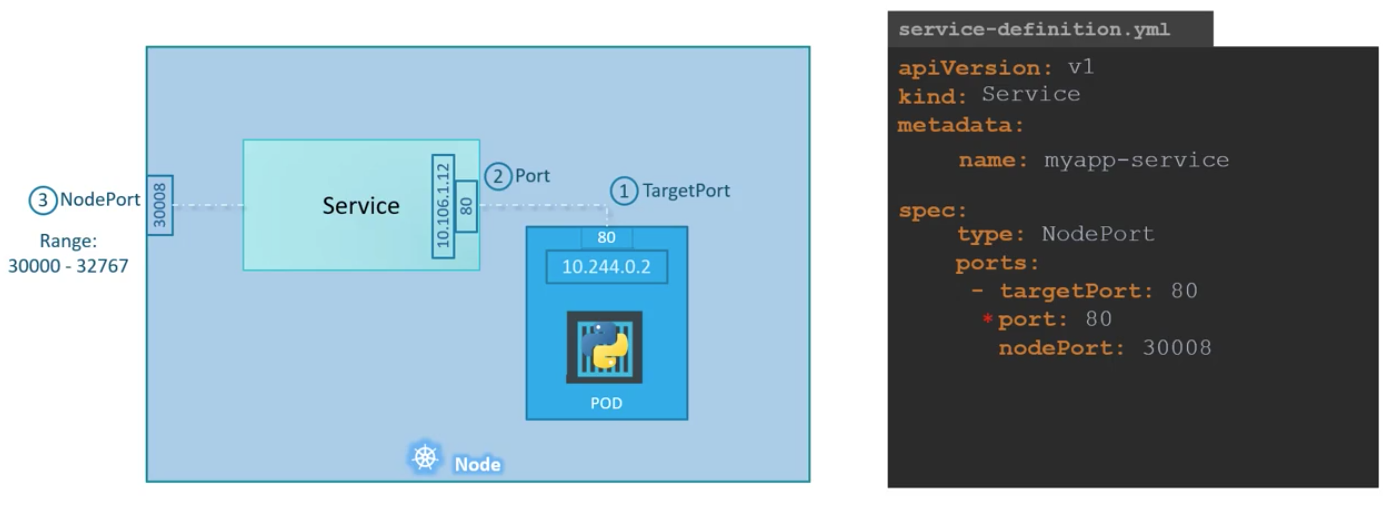 3 NodePort
Range:
30000 - 32767
30008
Service
10.106.1.12
80
2 Port
1 TargetPort
80
10.244.0.2
POD
Node
service-definition.yml
apiVersion: v1
kind: Service
metadata:
name: myapp-service
spec:
type: NodePort
ports:
- targetPort: 80
*port: 80
nodePort: 30008